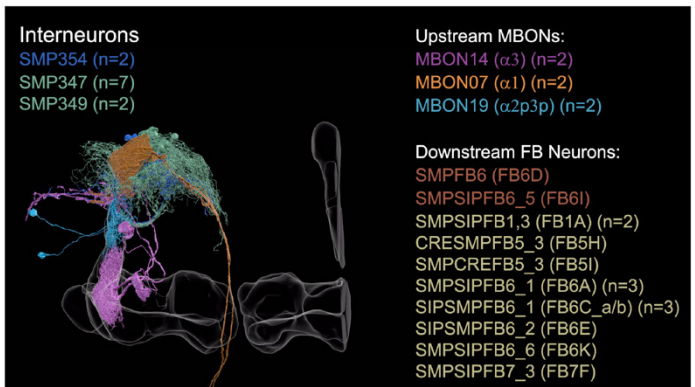 Interneurons
SMP354 (n=2)
SMP347 (n=7)
SMP349 (n=2)
Upstream MBONs:
MBON14 (α3) (n=2)
MBON07 (α1) (n=2)
MBON19 (α2p3p) (n=2)
Downstream FB Neurons:
SMPFB6 (FB6D)
SMPSIPFB6_5 (FB6I)
SMPSIPFB1,3 (FB1A) (n=2)
CRESMPFB5_3 (FB5H)
SMPCREFB5_3 (FB5I)
SMPSIPFB6_1 (FB6A) (n=3)
SIPSMPFB6_1 (FB6C_a/b) (n=3)
SIPSMPFB6_2 (FB6E)
SMPSIPFB6_6 (FB6K)
SMPSIPFB7_3 (FB7F)